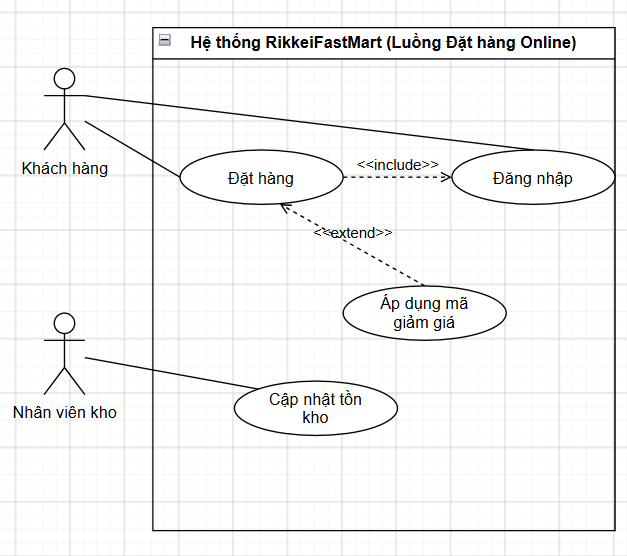 Hệ thống RikkeiFastMart (Luồng Đặt hàng Online)
Khách hàng
Đặt hàng
<<include>>
Đăng nhập
<<extend>>
Áp dụng mã
giảm giá
Nhân viên kho
Cập nhật tồn
kho